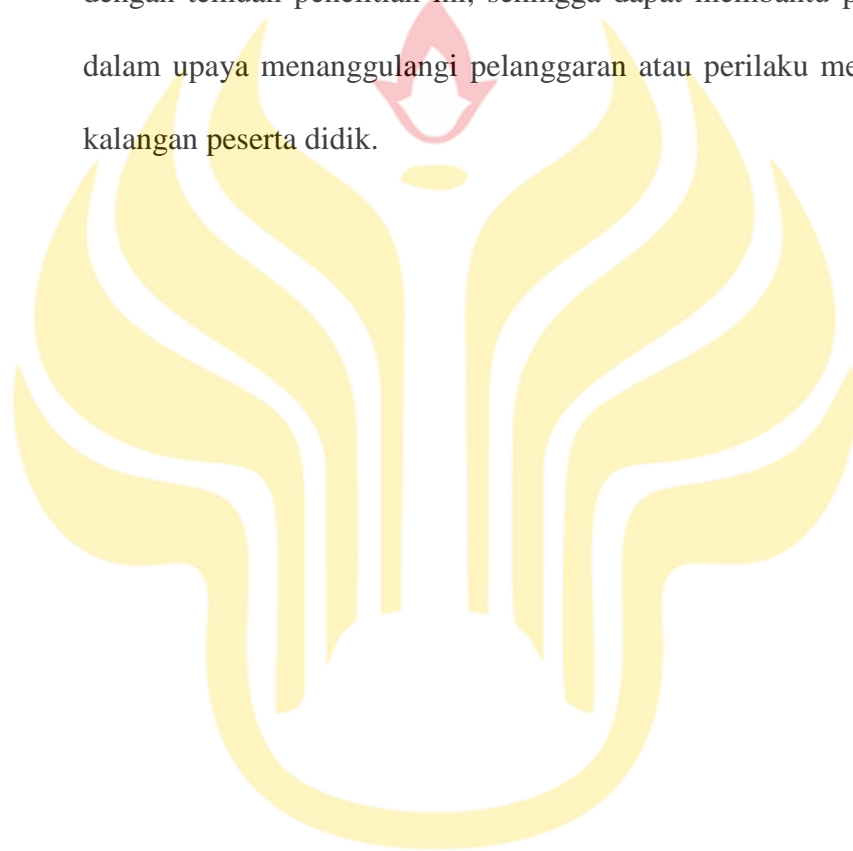 dengan temuan penelitian ini, sehingga dapat membantu
dalam upaya menanggulangi pelanggaran atau perilaku
kalangan peserta didik.